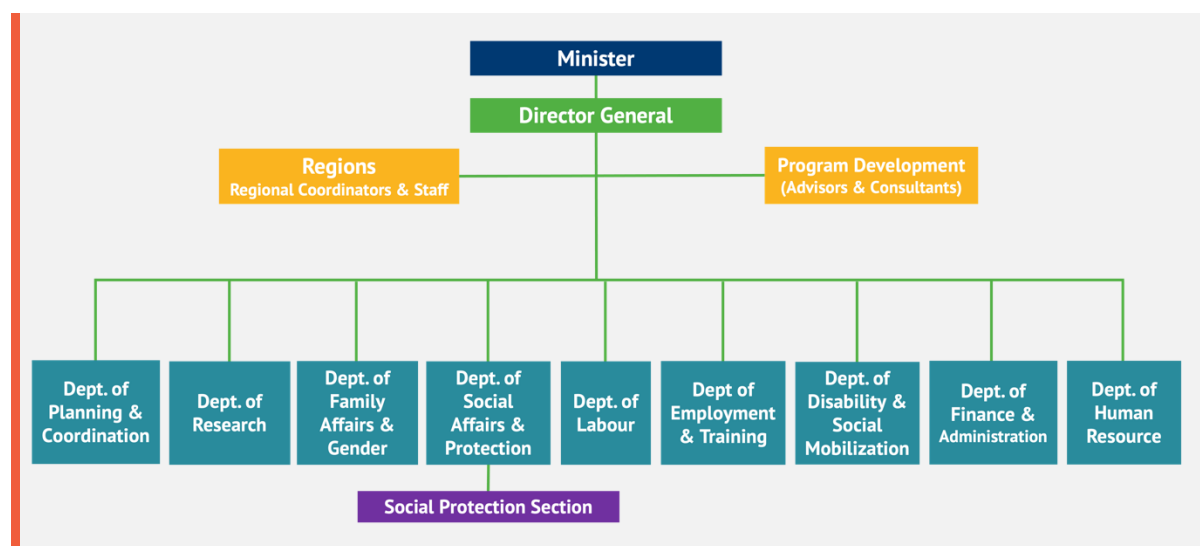 Minister
Director General
Regions
Regional Coordinators & Staff
Program Development
(Advisors & Consultants)
Dept. of
Planning &
Coordination
Dept. of
Research
Dept. of
Family
Affairs &
Gender
Dept. of
Social
Affairs &
Protection
Dept. of
Labour
Dept of
Employment
& Training
Dept. of
Disability &
Social
Mobilization
Dept. of
Finance &
Administration
Dept. of
Human
Resource
Social Protection Section